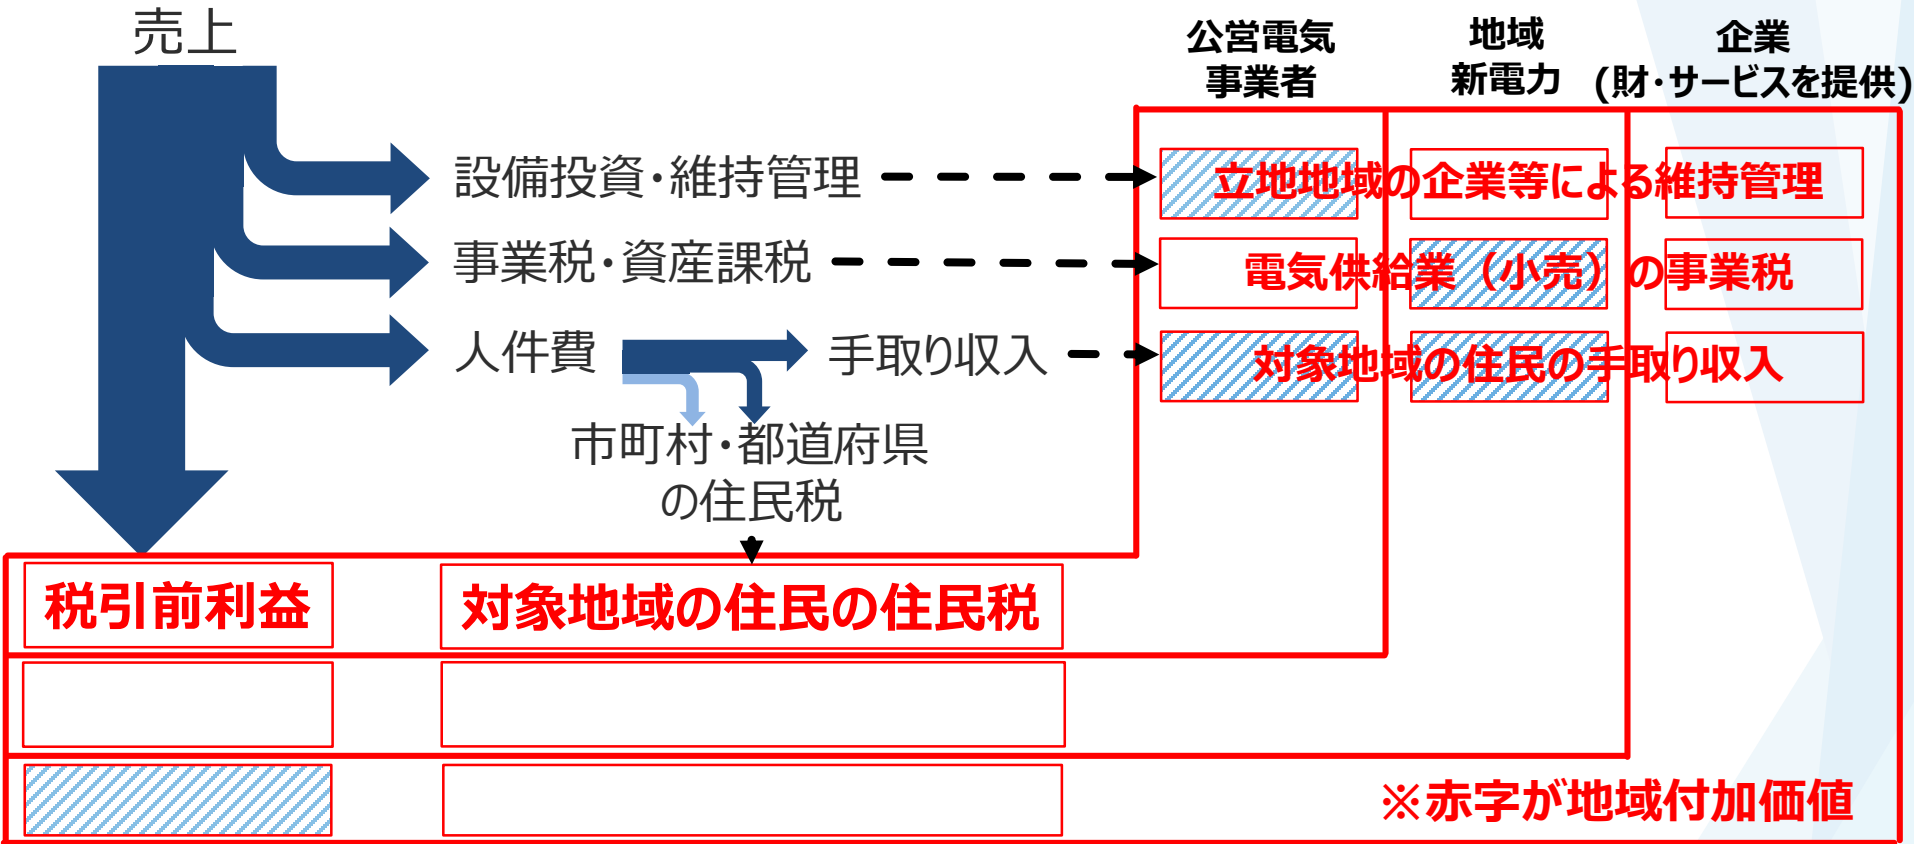 売上
公営電気
事業者
地域
新電力
企業
(財・サービスを提供)
設備投資・維持管理
立地地域の企業等による維持管理
事業税・資産課税
電気供給業（小売）の事業税
人件費
手取り収入
対象地域の住民の手取り収入
市町村・都道府県
の住民税
税引前利益
対象地域の住民の住民税
※赤字が地域付加価値